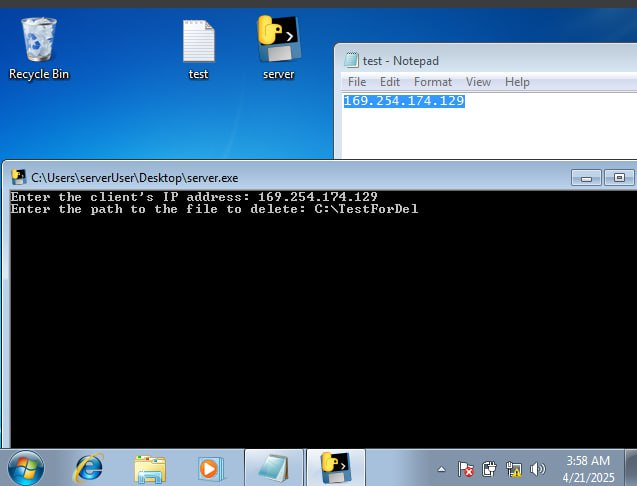 Recycle Bin
test
server
test - Notepad
File Edit Format View Help
169.254.174.129
C:\Users\serverUser\Desktop\server.exe
Enter the client's IP address: 169.254.174.129
Enter the path to the file to delete: C:\TestForDel
3:58 AM
4/21/2025